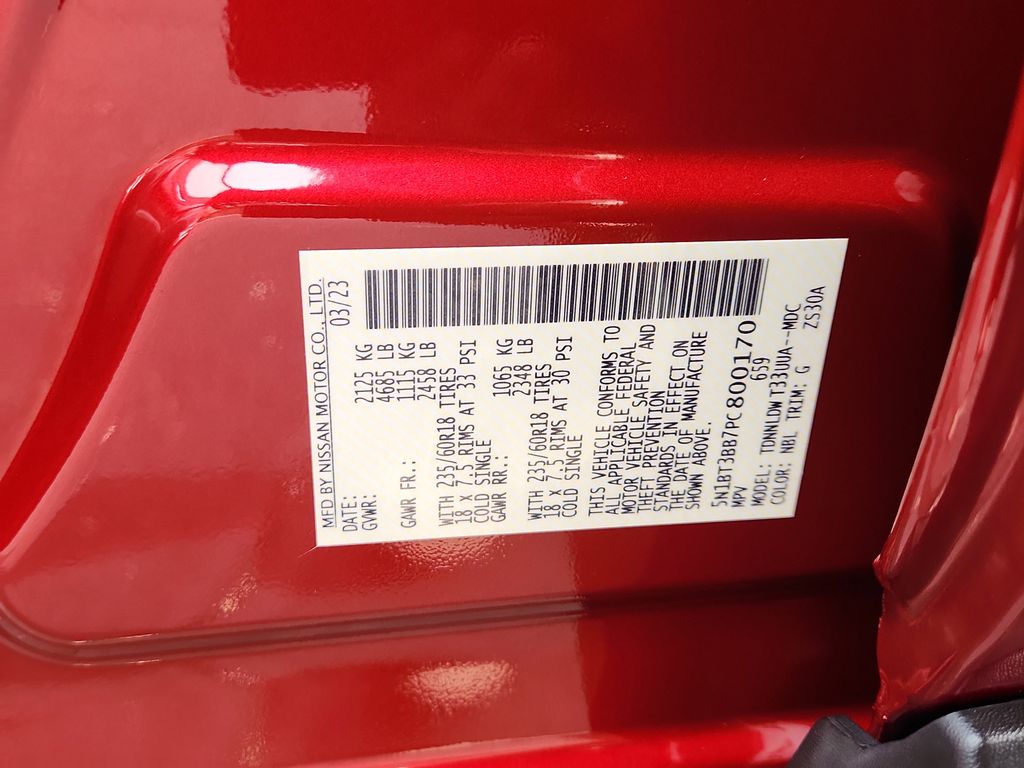 MFD BY NISSAN MOTOR CO., LTD.
DATE: 03/23
GVWR: 2125 KG
4685 LB
GAWR FR.: 1115 KG
2458 LB
WITH 235/60R18 TIRES
18 x 7.5 RIMS AT 33 PSI
COLD SINGLE
GAWR RR.: 1065 KG
2348 LB
WITH 235/60R18 TIRES
18 x 7.5 RIMS AT 30 PSI
COLD SINGLE
THIS VEHICLE CONFORMS TO
ALL APPLICABLE FEDERAL
MOTOR VEHICLE SAFETY AND
THEFT PREVENTION
STANDARDS IN EFFECT ON
THE DATE OF MANUFACTURE
SHOWN ABOVE.
5N1BT3BB7PC800170
MPV 659
MODEL: TDNNLDWT33UUA--MDC
COLOR: NBL TRIM: G ZS30A